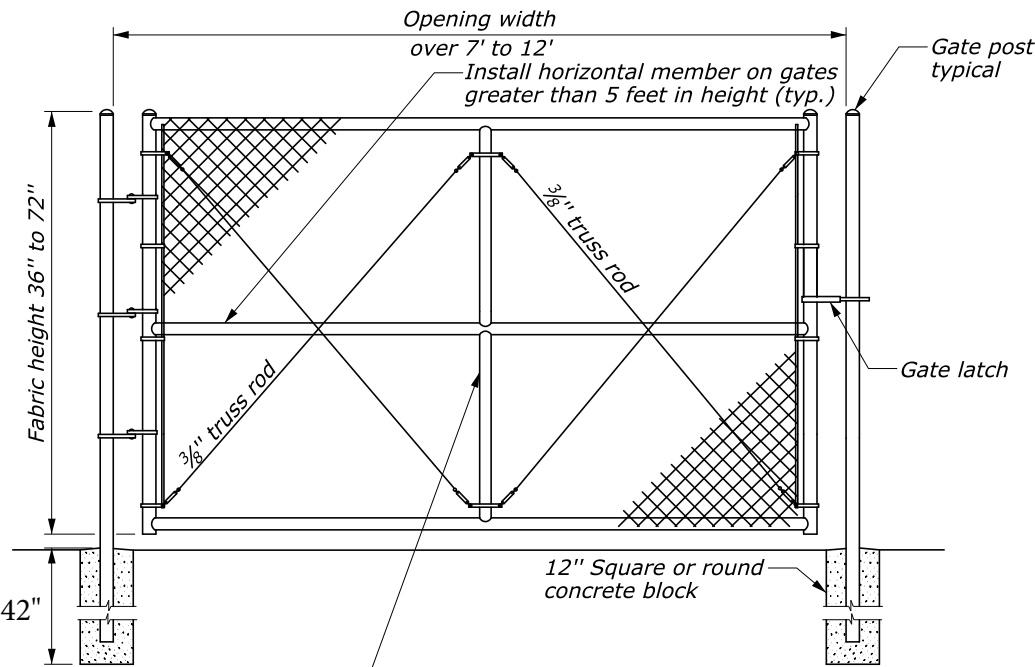 Opening width
over 7' to 12'
Install horizontal member on gates
greater than 5 feet in height (typ.)
Gate post
typical
Fabric height 36" to 72"
3/8" truss rod
3/8" truss rod
Gate latch
12" Square or round
concrete block
42"